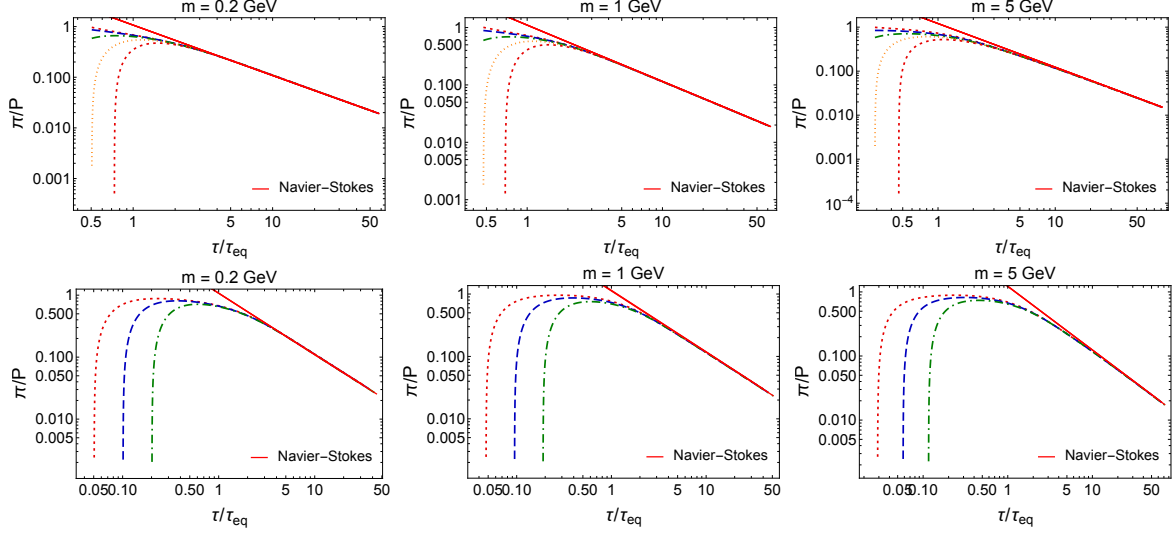 m = 0.2 GeV
m = 1 GeV
m = 5 GeV
π/P
1
0.100
0.010
0.001
Navier–Stokes
0.5
1
5
10
50
τ/τeq
π/P
1
0.500
0.100
0.050
0.010
0.005
0.001
Navier–Stokes
0.5
1
5
10
50
τ/τeq
π/P
1
0.100
0.010
0.001
10⁻⁴
Navier–Stokes
0.5
1
5
10
50
τ/τeq
m = 0.2 GeV
m = 1 GeV
m = 5 GeV
π/P
1
0.500
0.100
0.050
0.010
0.005
Navier–Stokes
0.05
0.10
0.50
1
5
10
50
τ/τeq
π/P
1
0.500
0.100
0.050
0.010
0.005
Navier–Stokes
0.05
0.10
0.50
1
5
10
50
τ/τeq
π/P
1
0.500
0.100
0.050
0.010
0.005
Navier–Stokes
0.05
0.10
0.50
1
5
10
50
τ/τeq